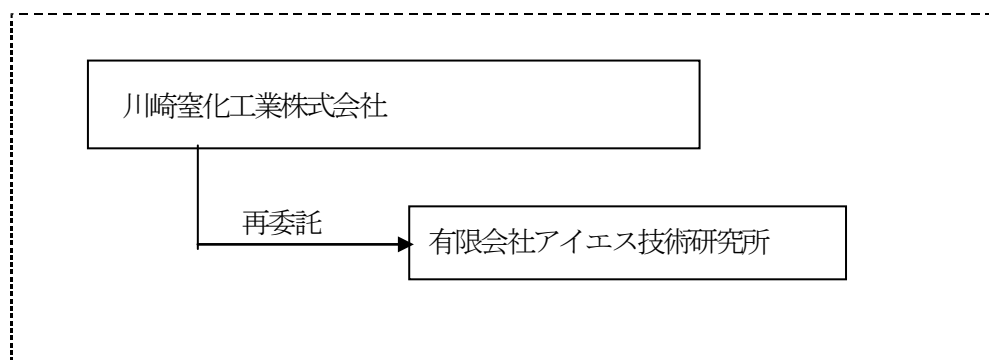 川崎窒化工業株式会社
再委託
有限会社アイエス技術研究所